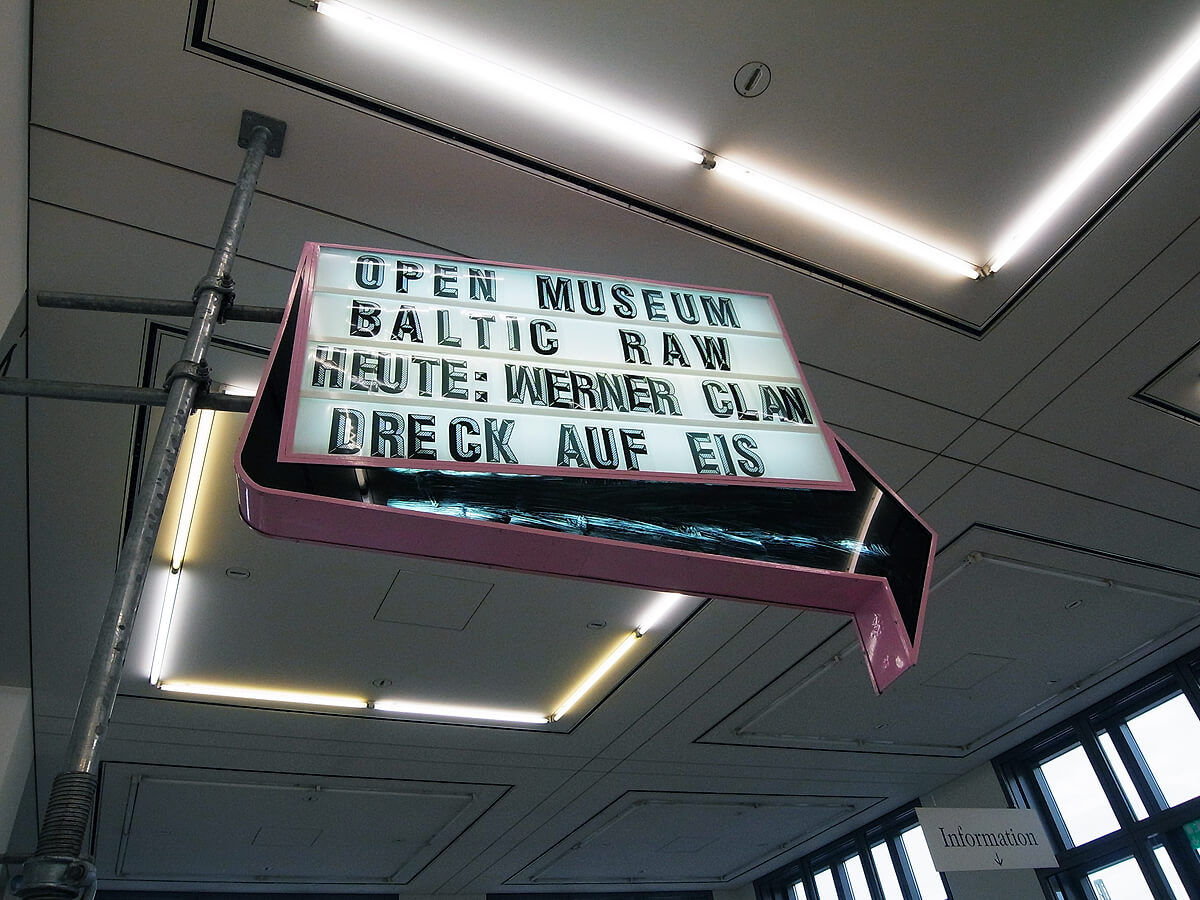 OPEN MUSEUM
BALTIC RAW
HEUTE: WERNER CLAN
DRECK AUF EIS
Information
↓